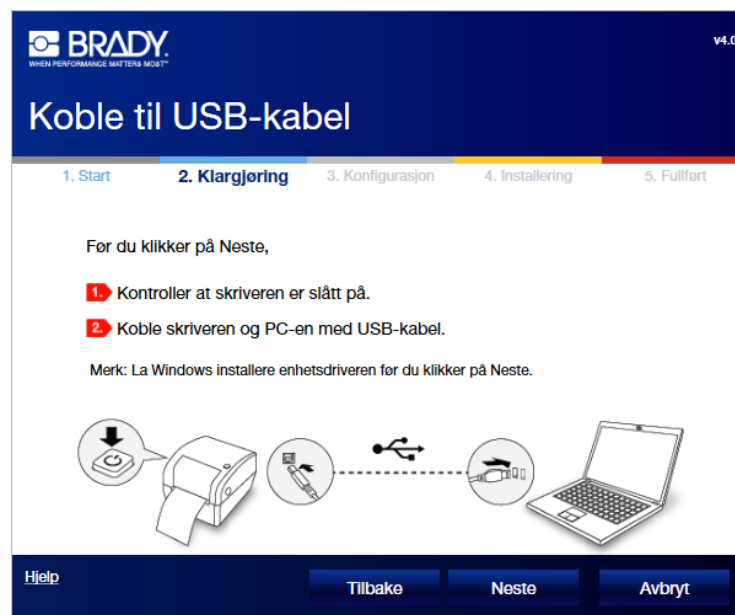 BRADY.
WHEN PERFORMANCE MATTERS MOST™
v4.0
Koble til USB-kabel
1. Start 2. Klargjøring 3. Konfigurasjon 4. Installering 5. Fullført
Før du klikker på Neste,
1. Kontroller at skriveren er slått på.
2. Koble skriveren og PC-en med USB-kabel.
Merk: La Windows installere enhetsdriveren før du klikker på Neste.
Hjelp
Tilbake Neste Avbryt